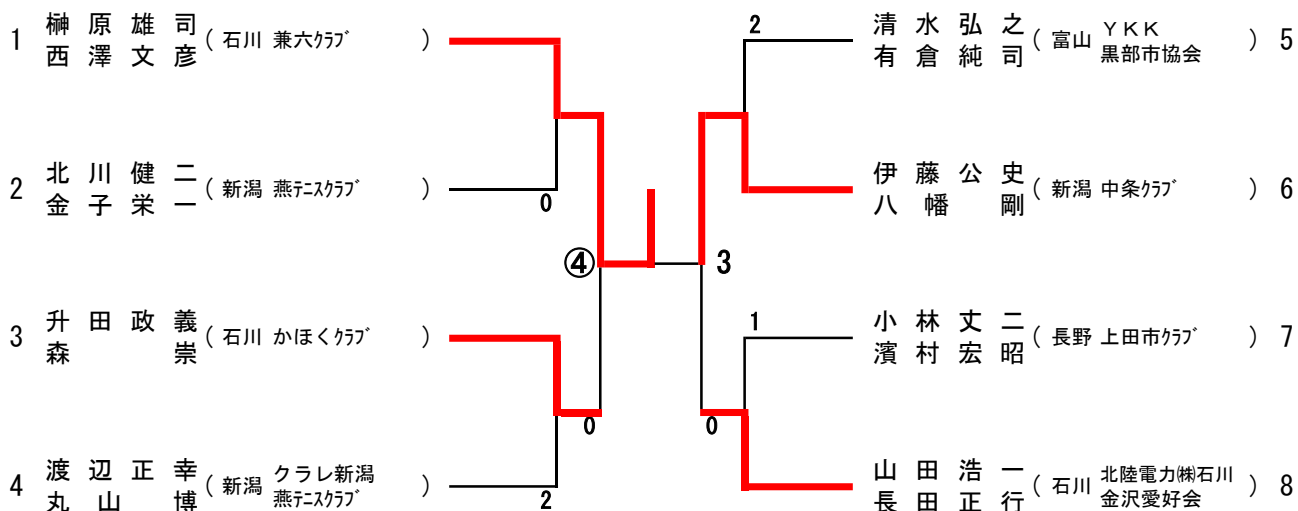 1 榊原雄司 西澤文彦 ( 石川 兼六ｸﾗﾌﾞ )
0
2 北川健二 金子栄一 ( 新潟 燕ﾃﾆｽｸﾗﾌﾞ )
④
3 升田政義 森崇 ( 石川 かほくｸﾗﾌﾞ )
0
4 渡辺正幸 丸山博 ( 新潟 クラレ新潟 燕ﾃﾆｽｸﾗﾌﾞ )
2
2
清水弘之 有倉純司 ( 富山 ＹＫＫ 黒部市協会 ) 5
伊藤公史 八幡剛 ( 新潟 中条ｸﾗﾌﾞ ) 6
3
1
小林丈二 濱村宏昭 ( 長野 上田市ｸﾗﾌﾞ ) 7
0
山田浩一 長田正行 ( 石川 北陸電力㈱石川 金沢愛好会 ) 8